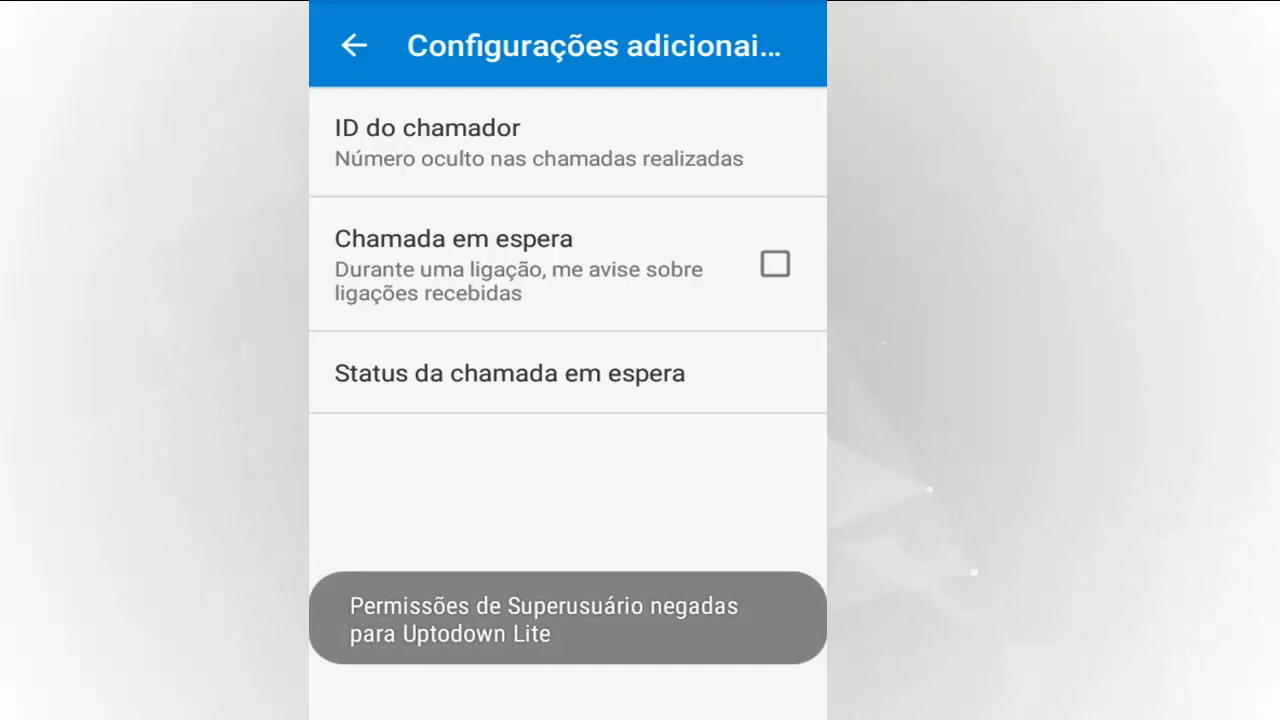 Configurações adicionai...
ID do chamador
Número oculto nas chamadas realizadas
Chamada em espera
Durante uma ligação, me avise sobre
ligações recebidas
Status da chamada em espera
Permissões de Superusuário negadas
para Uptodown Lite